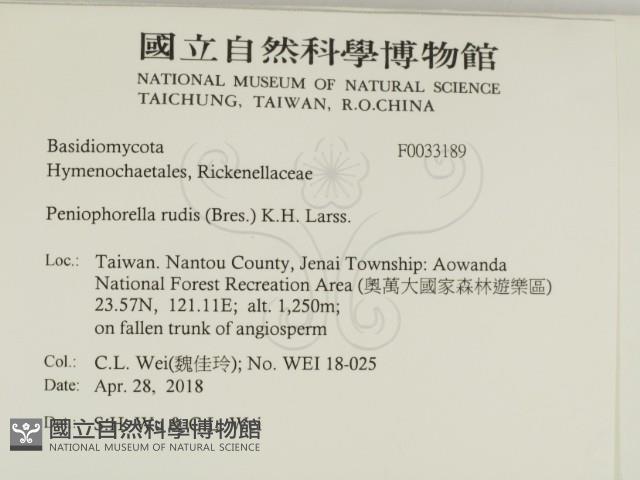 國立自然科學博物館
NATIONAL MUSEUM OF NATURAL SCIENCE
TAICHUNG, TAIWAN, R.O.CHINA
Basidiomycota F0033189
Hymenochaetales, Rickenellaceae
Peniophorella rudis (Bres.) K.H. Larss.
Loc.: Taiwan. Nantou County, Jenai Township: Aowanda
National Forest Recreation Area (奧萬大國家森林遊樂區)
23.57N, 121.11E; alt. 1,250m;
on fallen trunk of angiosperm
Col.: C.L. Wei(魏佳玲); No. WEI 18-025
Date: Apr. 28, 2018
國立自然科學博物館
NATIONAL MUSEUM OF NATURAL SCIENCE